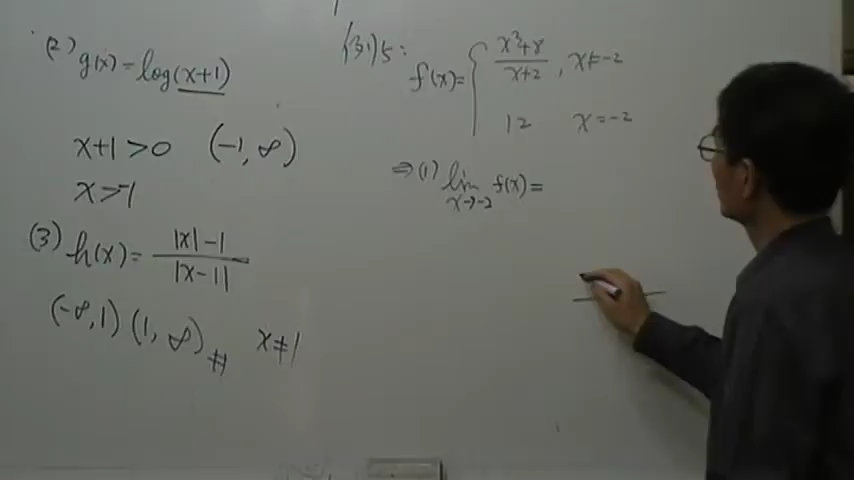 (2) g(x)=log(x+1)
x+1>0 (-1,∞)
x>-1
(3) h(x)= |x|-1 / |x-1|
(-∞,1) (1,∞)# x≠1
例5: f(x)= { x³+8 / x+2 , x≠-2
12 x=-2
⇒(1) lim x→-2 f(x)=